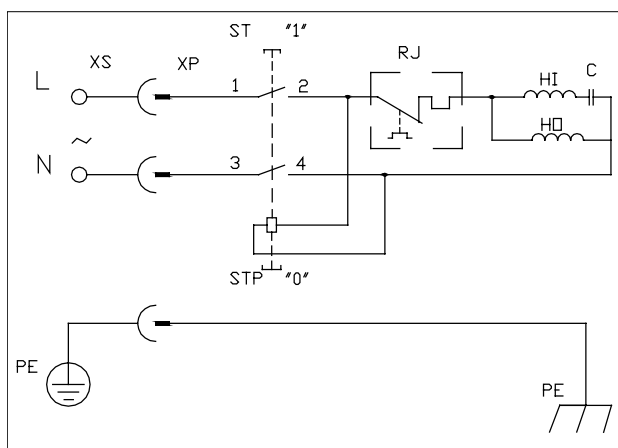 ST "1"
XS XP RJ
L 1 2 HI C
~ HO
N 3 4
STP "0"
PE
PE